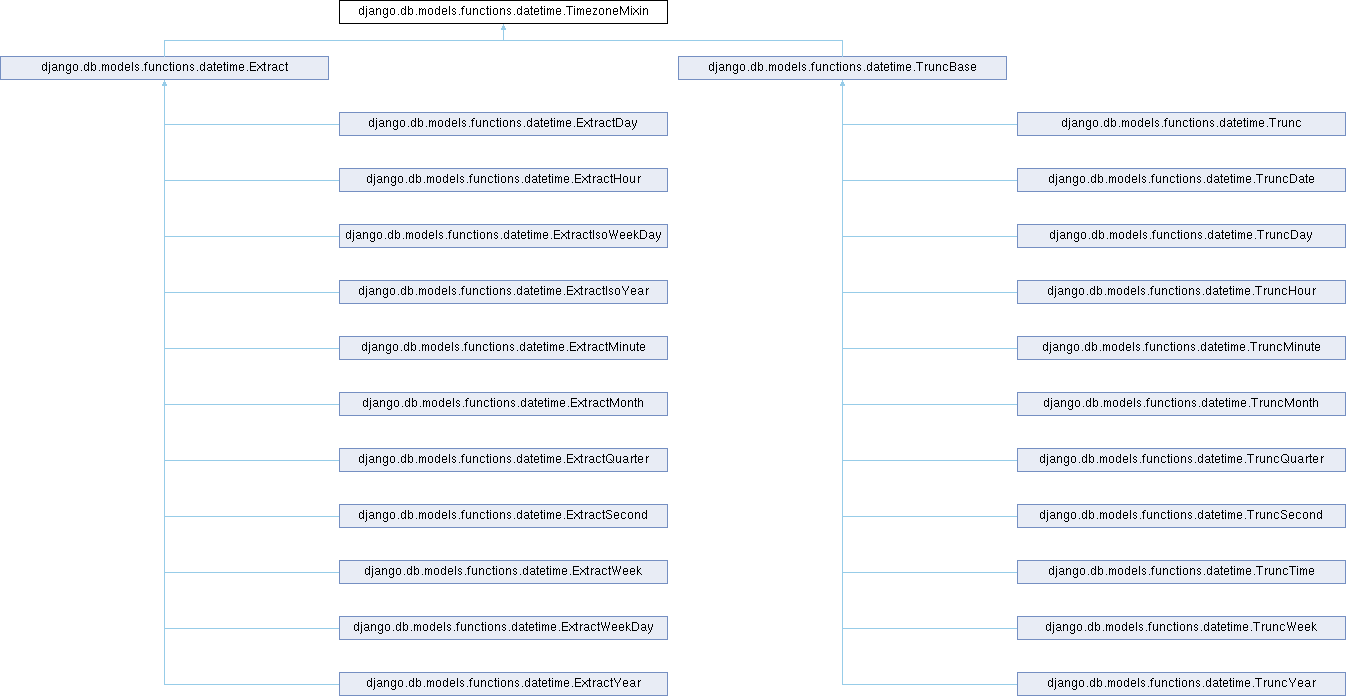 django.db.models.functions.datetime.TimezoneMixin
django.db.models.functions.datetime.Extract
django.db.models.functions.datetime.TruncBase
django.db.models.functions.datetime.ExtractDay
django.db.models.functions.datetime.Trunc
django.db.models.functions.datetime.ExtractHour
django.db.models.functions.datetime.TruncDate
django.db.models.functions.datetime.ExtractIsoWeekDay
django.db.models.functions.datetime.TruncDay
django.db.models.functions.datetime.ExtractIsoYear
django.db.models.functions.datetime.TruncHour
django.db.models.functions.datetime.ExtractMinute
django.db.models.functions.datetime.TruncMinute
django.db.models.functions.datetime.ExtractMonth
django.db.models.functions.datetime.TruncMonth
django.db.models.functions.datetime.ExtractQuarter
django.db.models.functions.datetime.TruncQuarter
django.db.models.functions.datetime.ExtractSecond
django.db.models.functions.datetime.TruncSecond
django.db.models.functions.datetime.ExtractWeek
django.db.models.functions.datetime.TruncTime
django.db.models.functions.datetime.ExtractWeekDay
django.db.models.functions.datetime.TruncWeek
django.db.models.functions.datetime.ExtractYear
django.db.models.functions.datetime.TruncYear